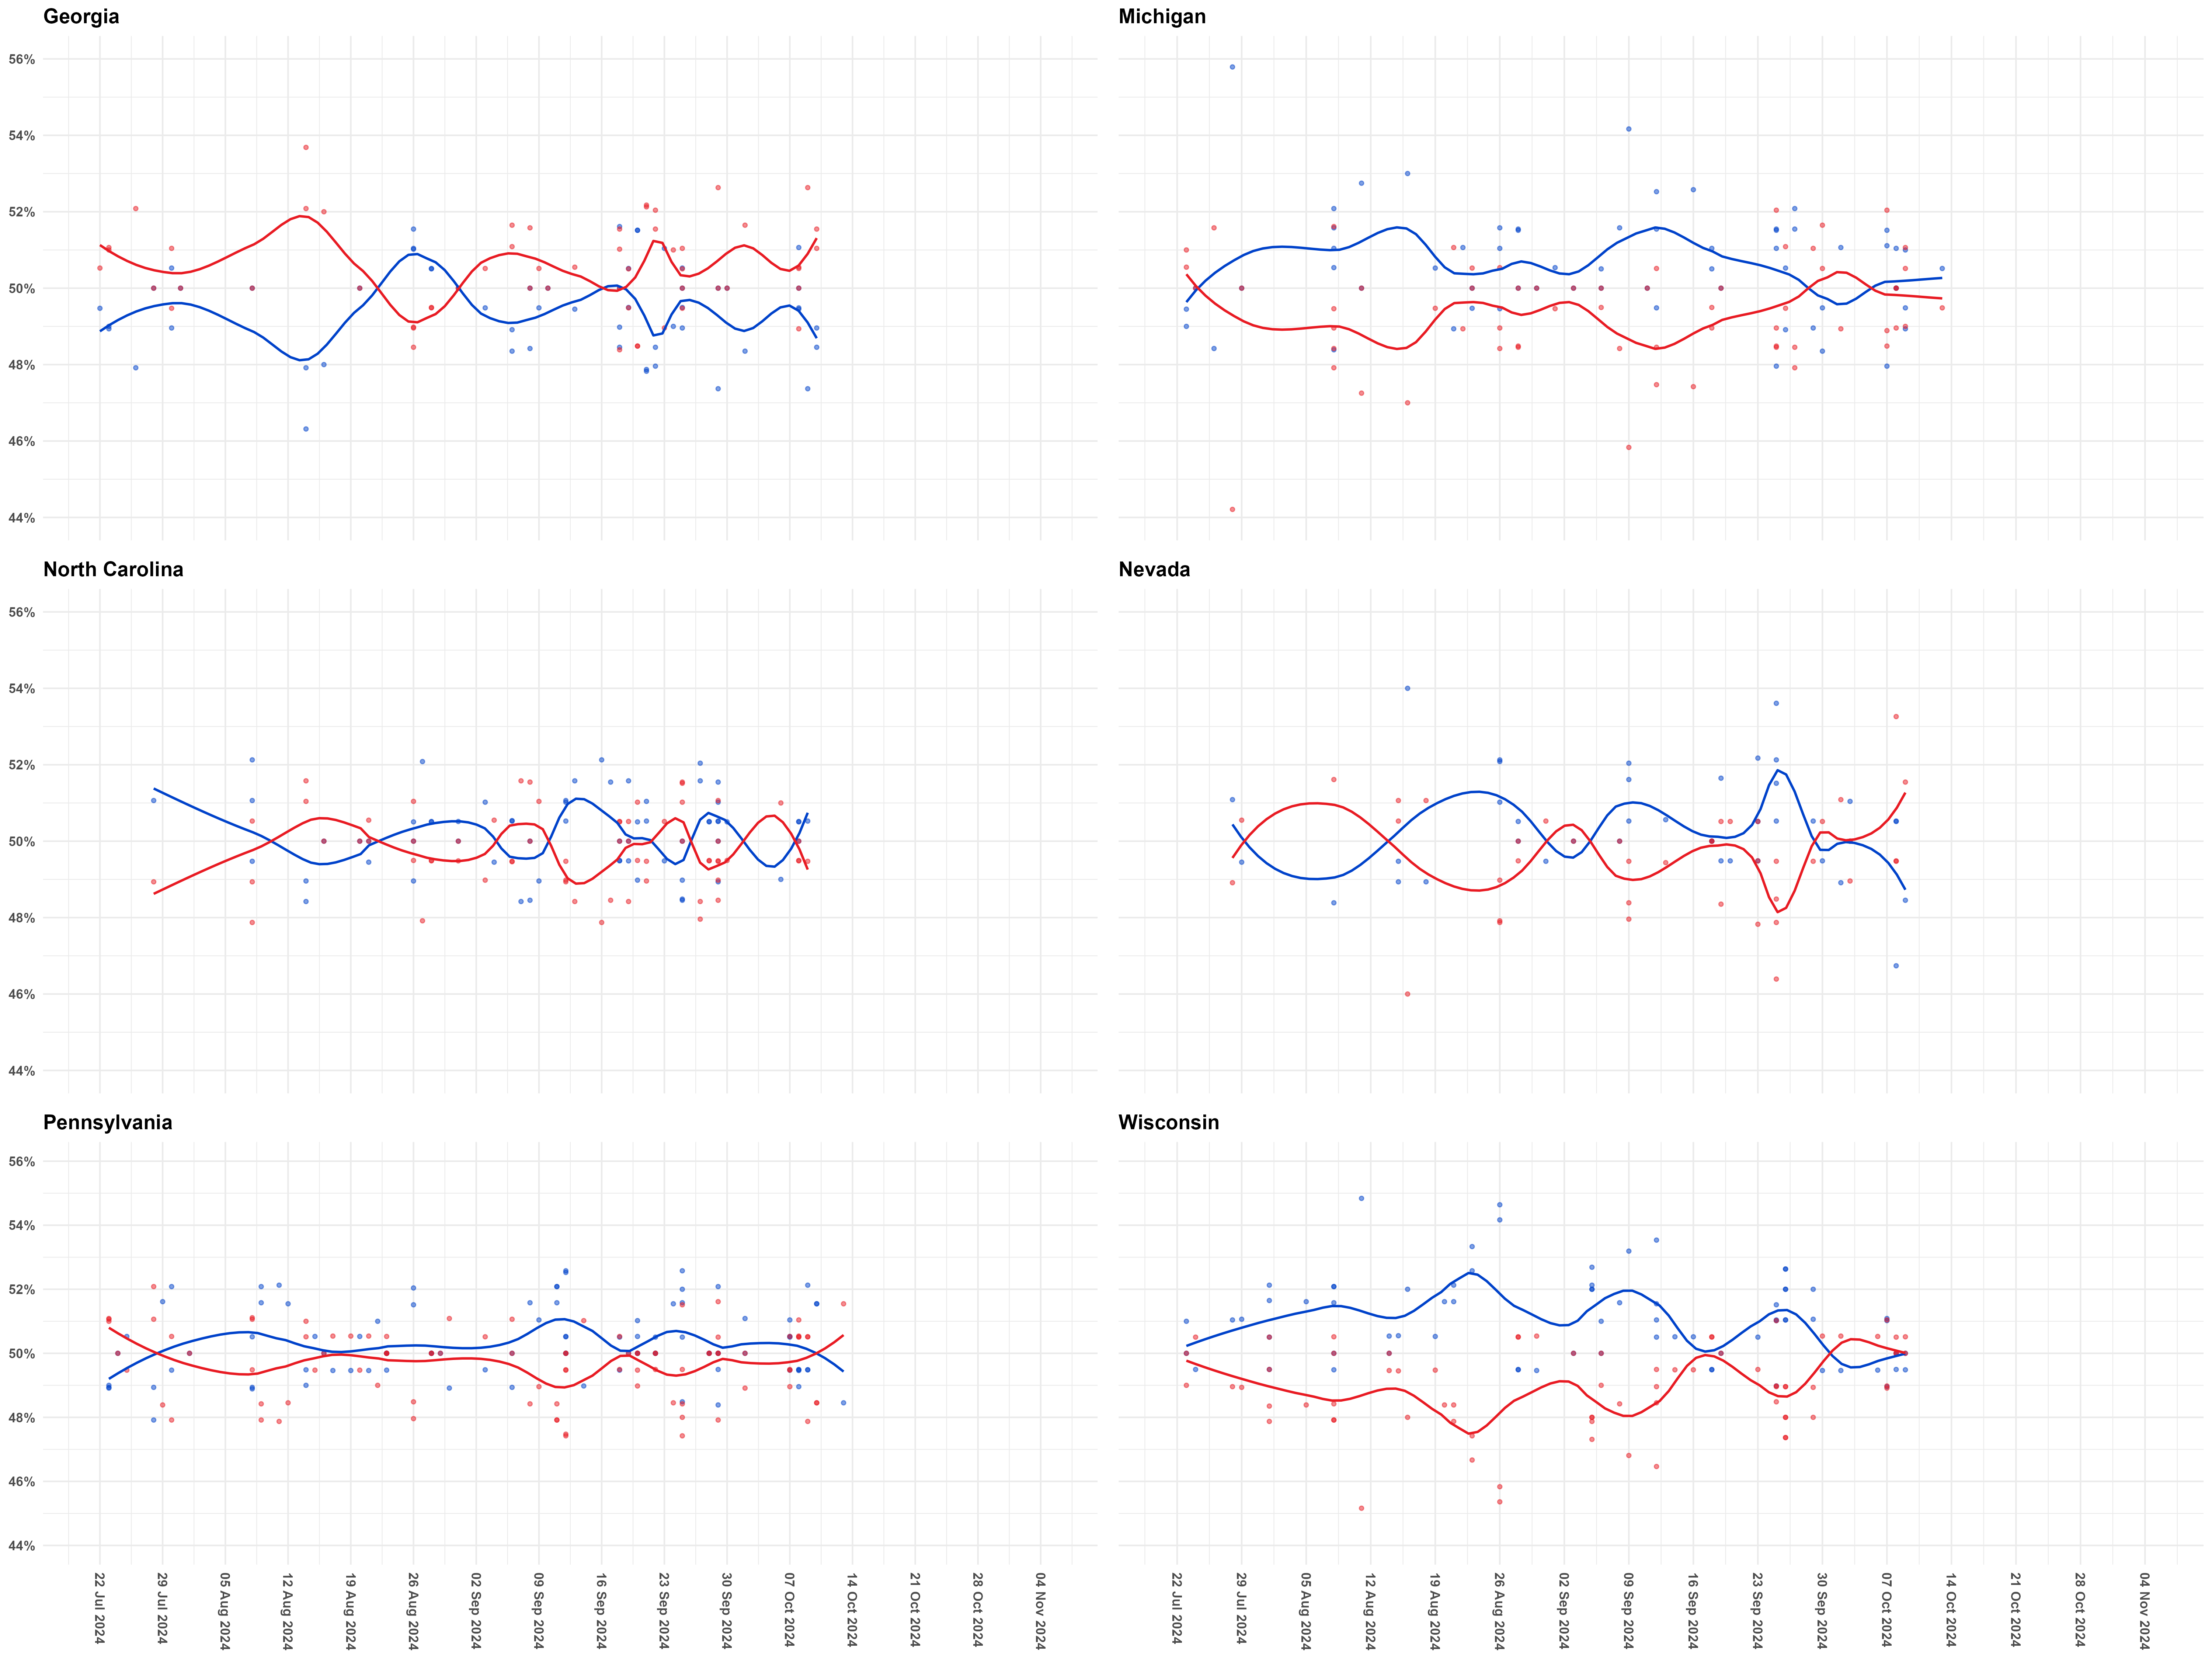 Georgia
Michigan
56%
54%
52%
50%
48%
46%
44%
North Carolina
Nevada
56%
54%
52%
50%
48%
46%
44%
Pennsylvania
Wisconsin
56%
54%
52%
50%
48%
46%
44%
22 Jul 2024
29 Jul 2024
05 Aug 2024
12 Aug 2024
19 Aug 2024
26 Aug 2024
02 Sep 2024
09 Sep 2024
16 Sep 2024
23 Sep 2024
30 Sep 2024
07 Oct 2024
14 Oct 2024
21 Oct 2024
28 Oct 2024
04 Nov 2024
22 Jul 2024
29 Jul 2024
05 Aug 2024
12 Aug 2024
19 Aug 2024
26 Aug 2024
02 Sep 2024
09 Sep 2024
16 Sep 2024
23 Sep 2024
30 Sep 2024
07 Oct 2024
14 Oct 2024
21 Oct 2024
28 Oct 2024
04 Nov 2024